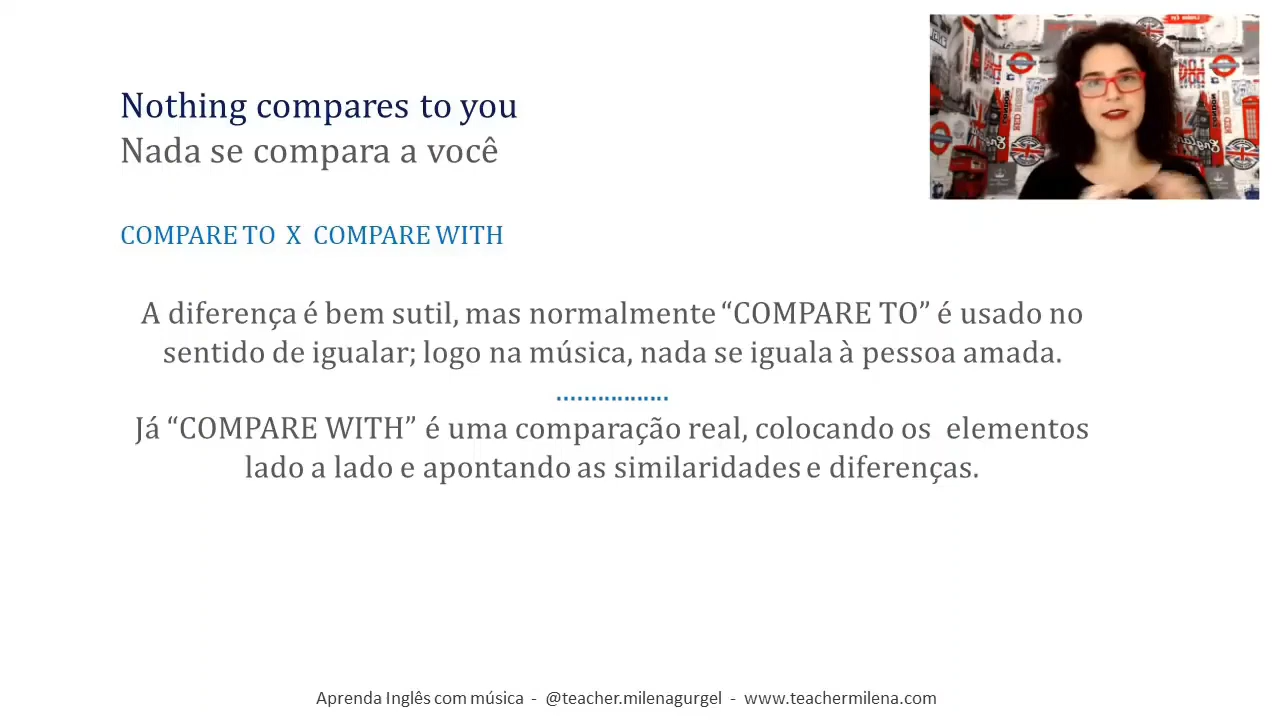 Nothing compares to you
Nada se compara a você
COMPARE TO X COMPARE WITH
A diferença é bem sutil, mas normalmente “COMPARE TO” é usado no
sentido de igualar; logo na música, nada se iguala à pessoa amada.
................
Já “COMPARE WITH” é uma comparação real, colocando os elementos
lado a lado e apontando as similaridades e diferenças.
Aprenda Inglês com música - @teacher.milenagurgel - www.teachermilena.com